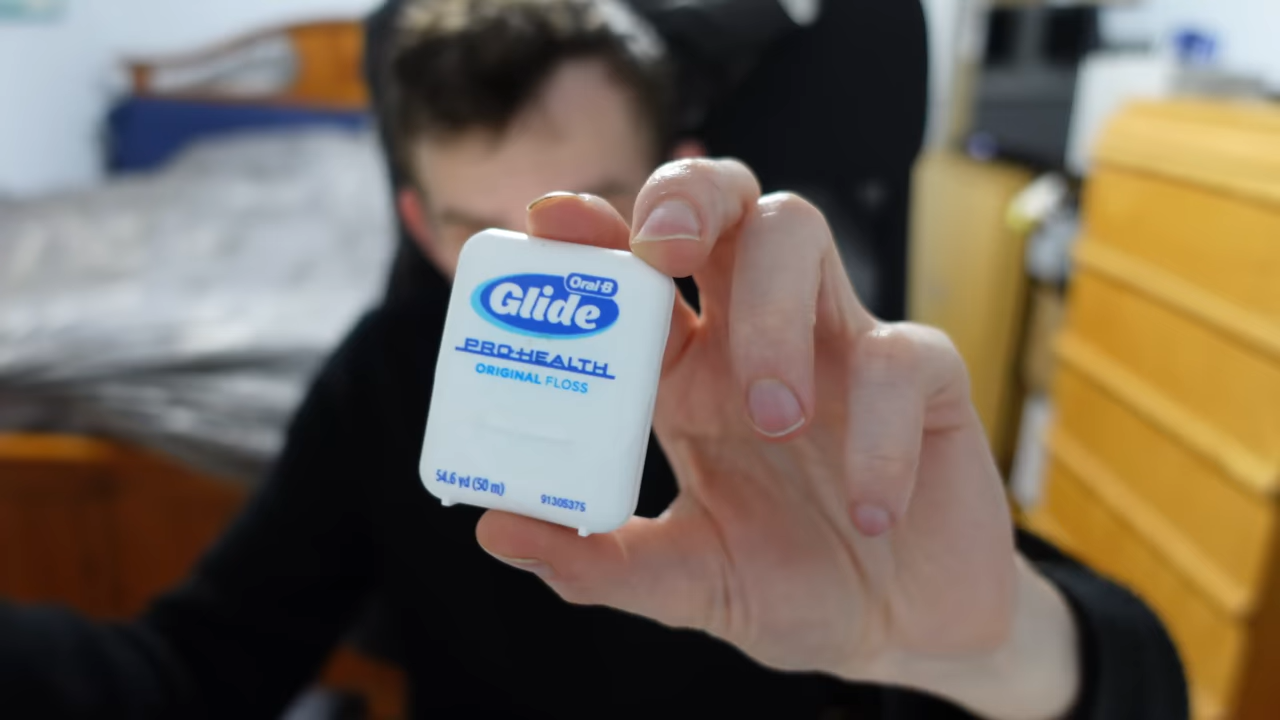 Oral-B
Glide
PRO-HEALTH
ORIGINAL FLOSS
54.6 yd (50 m)
91305375